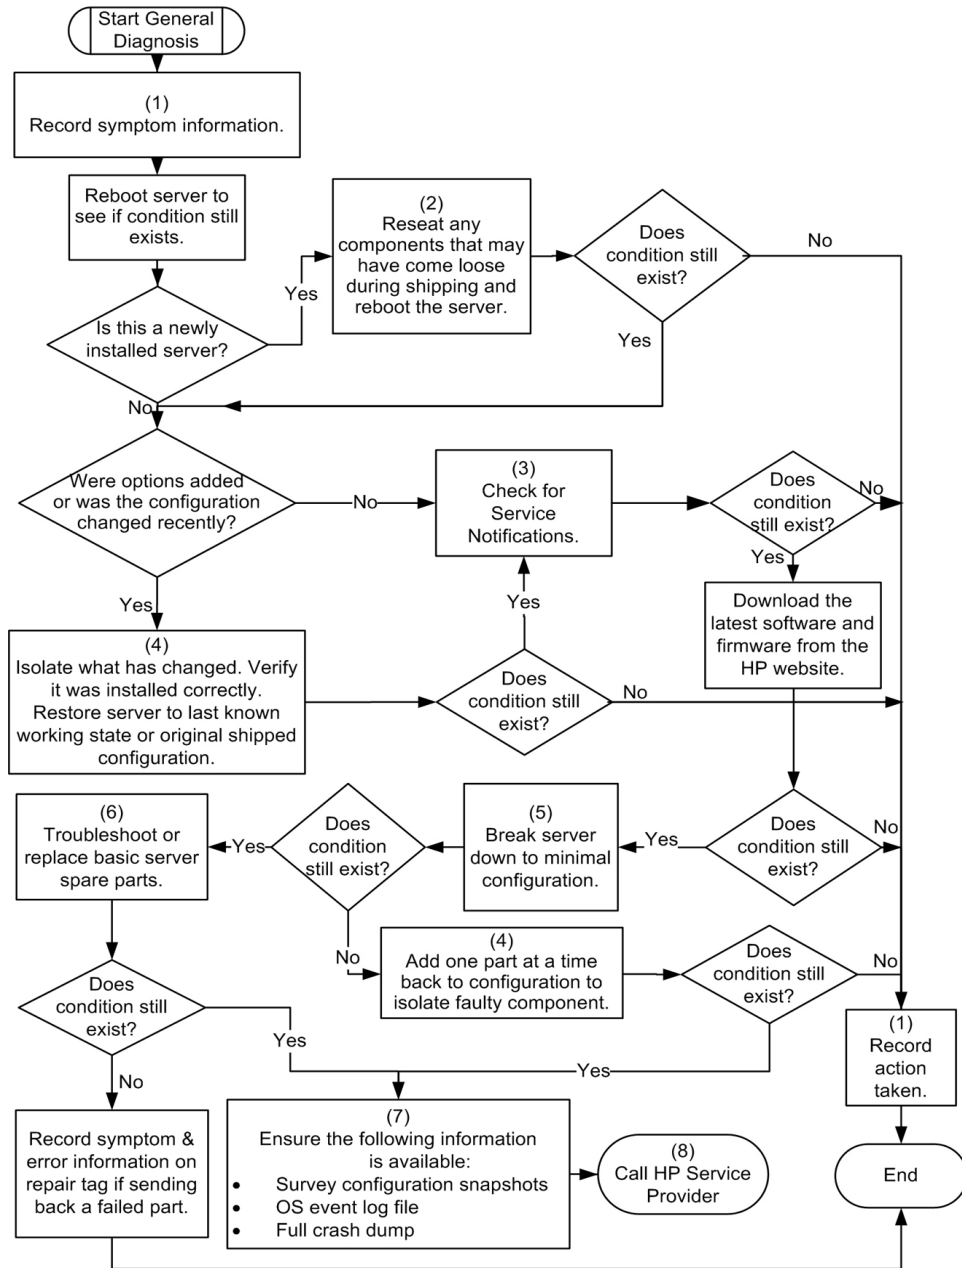 Start General
Diagnosis
(1)
Record symptom information.
Reboot server to
see if condition still
exists.
(2)
Reseat any
components that may
have come loose
during shipping and
reboot the server.
Does
condition still
exist?
No
Yes
Yes
Is this a newly
installed server?
No
Were options added
or was the configuration
changed recently?
No
(3)
Check for
Service
Notifications.
Does
condition
still exist?
No
Yes
Yes
Yes
Download the
latest software and
firmware from the
HP website.
(4)
Isolate what has changed. Verify
it was installed correctly.
Restore server to last known
working state or original shipped
configuration.
Does
condition still
exist?
No
(6)
Troubleshoot or
replace basic server
spare parts.
Yes
Does
condition
still exist?
(5)
Break server
down to minimal
configuration.
Yes
Does
condition still
exist?
No
No
(4)
Add one part at a time
back to configuration to
isolate faulty component.
Does
condition still
exist?
No
Does
condition still
exist?
Yes
Yes
No
(1)
Record
action
taken.
Record symptom &
error information on
repair tag if sending
back a failed part.
(7)
Ensure the following information
is available:
• Survey configuration snapshots
• OS event log file
• Full crash dump
(8)
Call HP Service
Provider
End